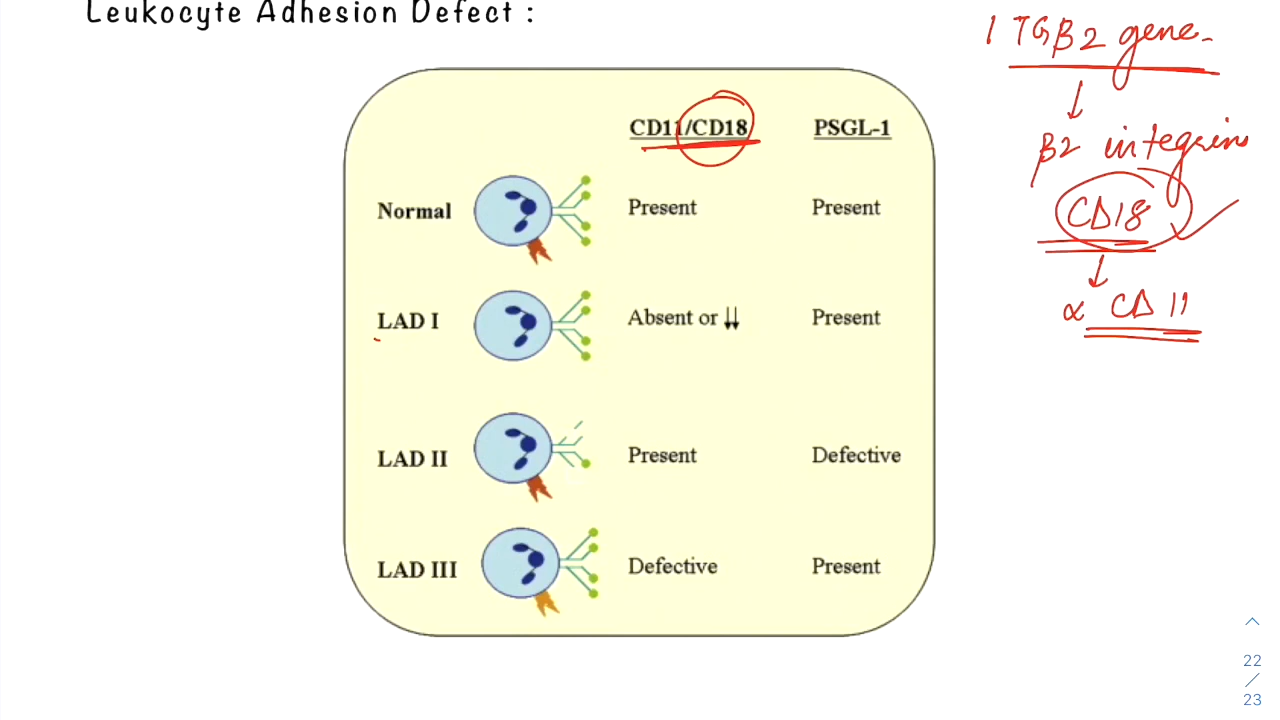 Leukocyte Adhesion Defect :
CD11/CD18 PSGL-1
Normal Present Present
LAD I Absent or ↓↓ Present
LAD II Present Defective
LAD III Defective Present
ITGβ2 gene
↓
β2 integrins
CD18
↓
α CD11
22
/
23